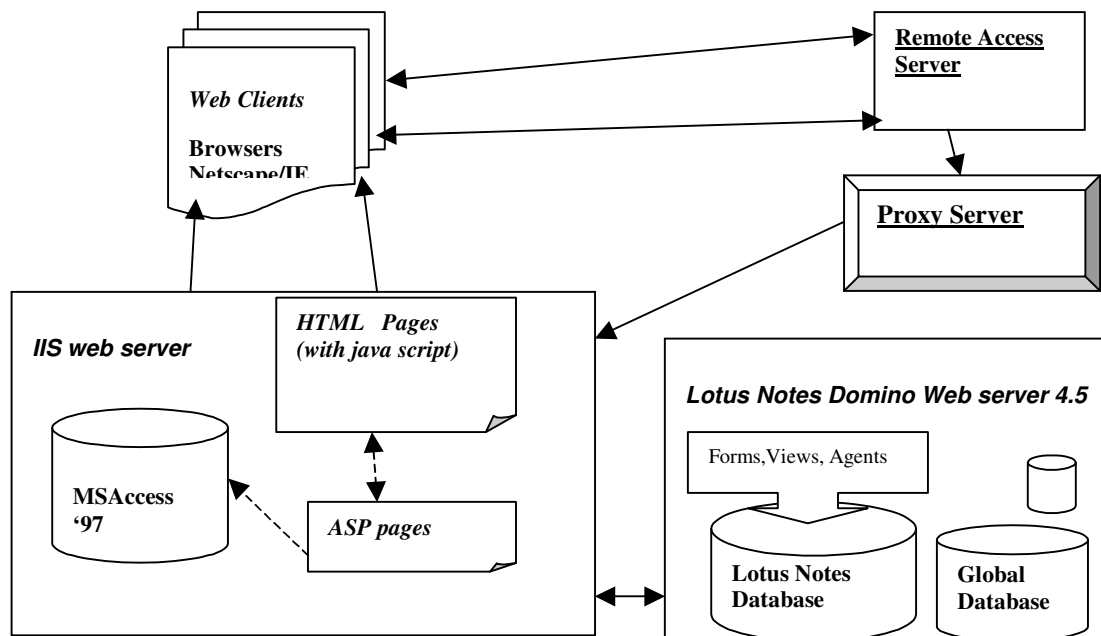 Web Clients
Browsers
Netscape/IE
Remote Access
Server
Proxy Server
IIS web server
HTML Pages
(with java script)
MSAccess
‘97
ASP pages
Lotus Notes Domino Web server 4.5
Forms,Views, Agents
Lotus Notes
Database
Global
Database